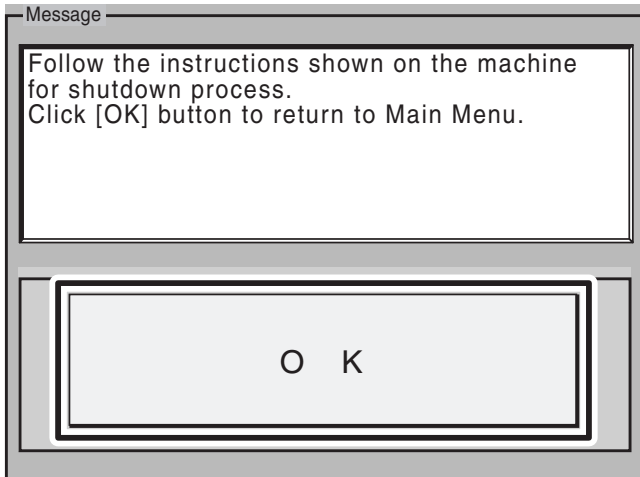 Message
Follow the instructions shown on the machine
for shutdown process.
Click [OK] button to return to Main Menu.
O K